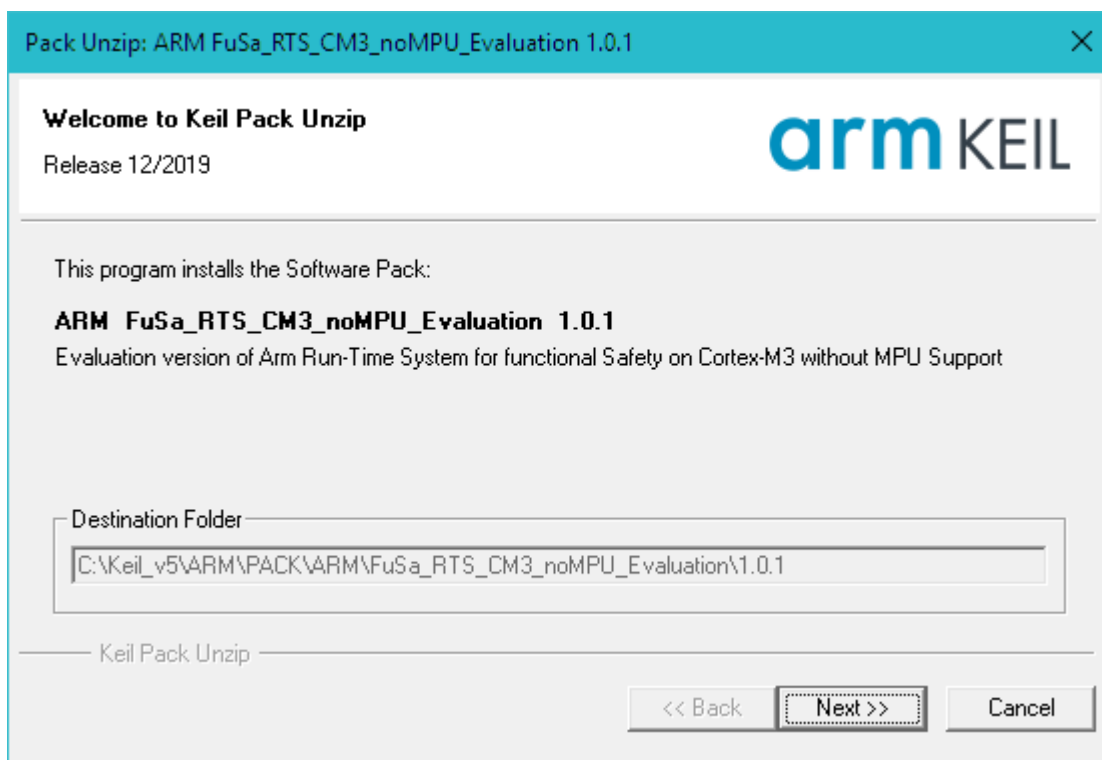 Pack Unzip: ARM FuSa_RTS_CM3_noMPU_Evaluation 1.0.1
Welcome to Keil Pack Unzip
Release 12/2019
arm KEIL
This program installs the Software Pack:
ARM FuSa_RTS_CM3_noMPU_Evaluation 1.0.1
Evaluation version of Arm Run-Time System for functional Safety on Cortex-M3 without MPU Support
Destination Folder
C:\Keil_v5\ARM\PACK\ARM\FuSa_RTS_CM3_noMPU_Evaluation\1.0.1
Keil Pack Unzip
<< Back Next >> Cancel